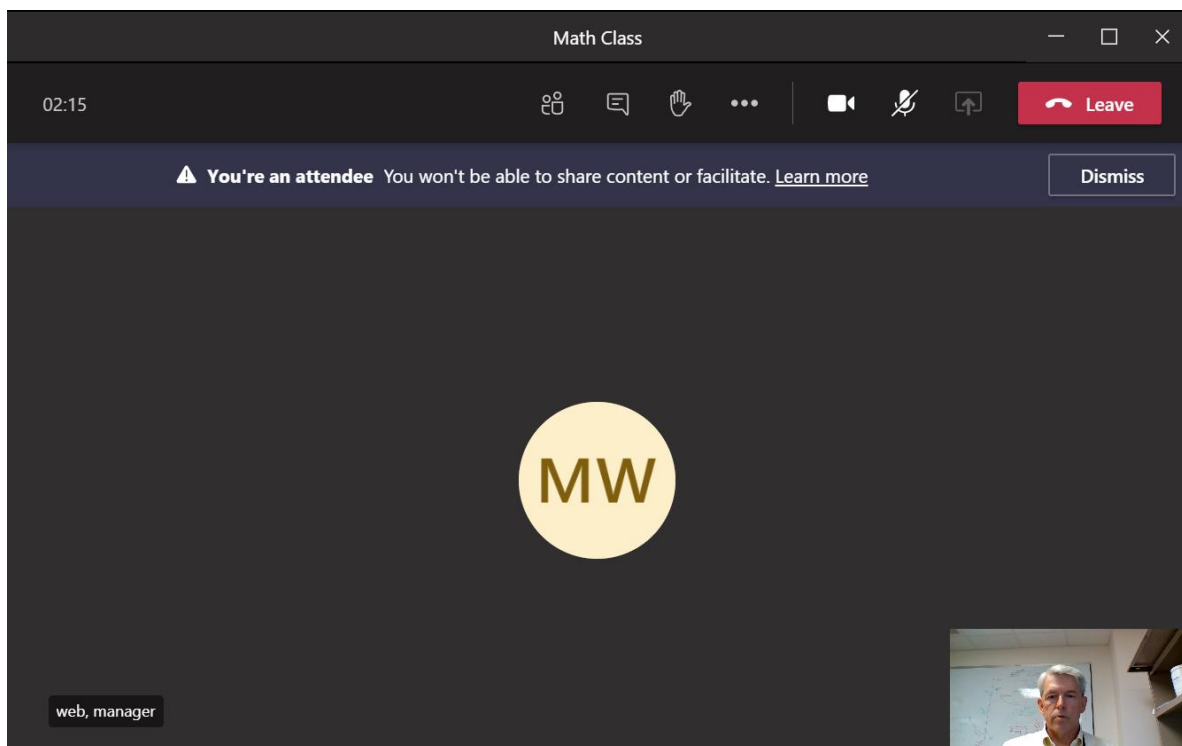 Math Class
02:15
Leave
You're an attendee You won't be able to share content or facilitate. Learn more
Dismiss
MW
web, manager